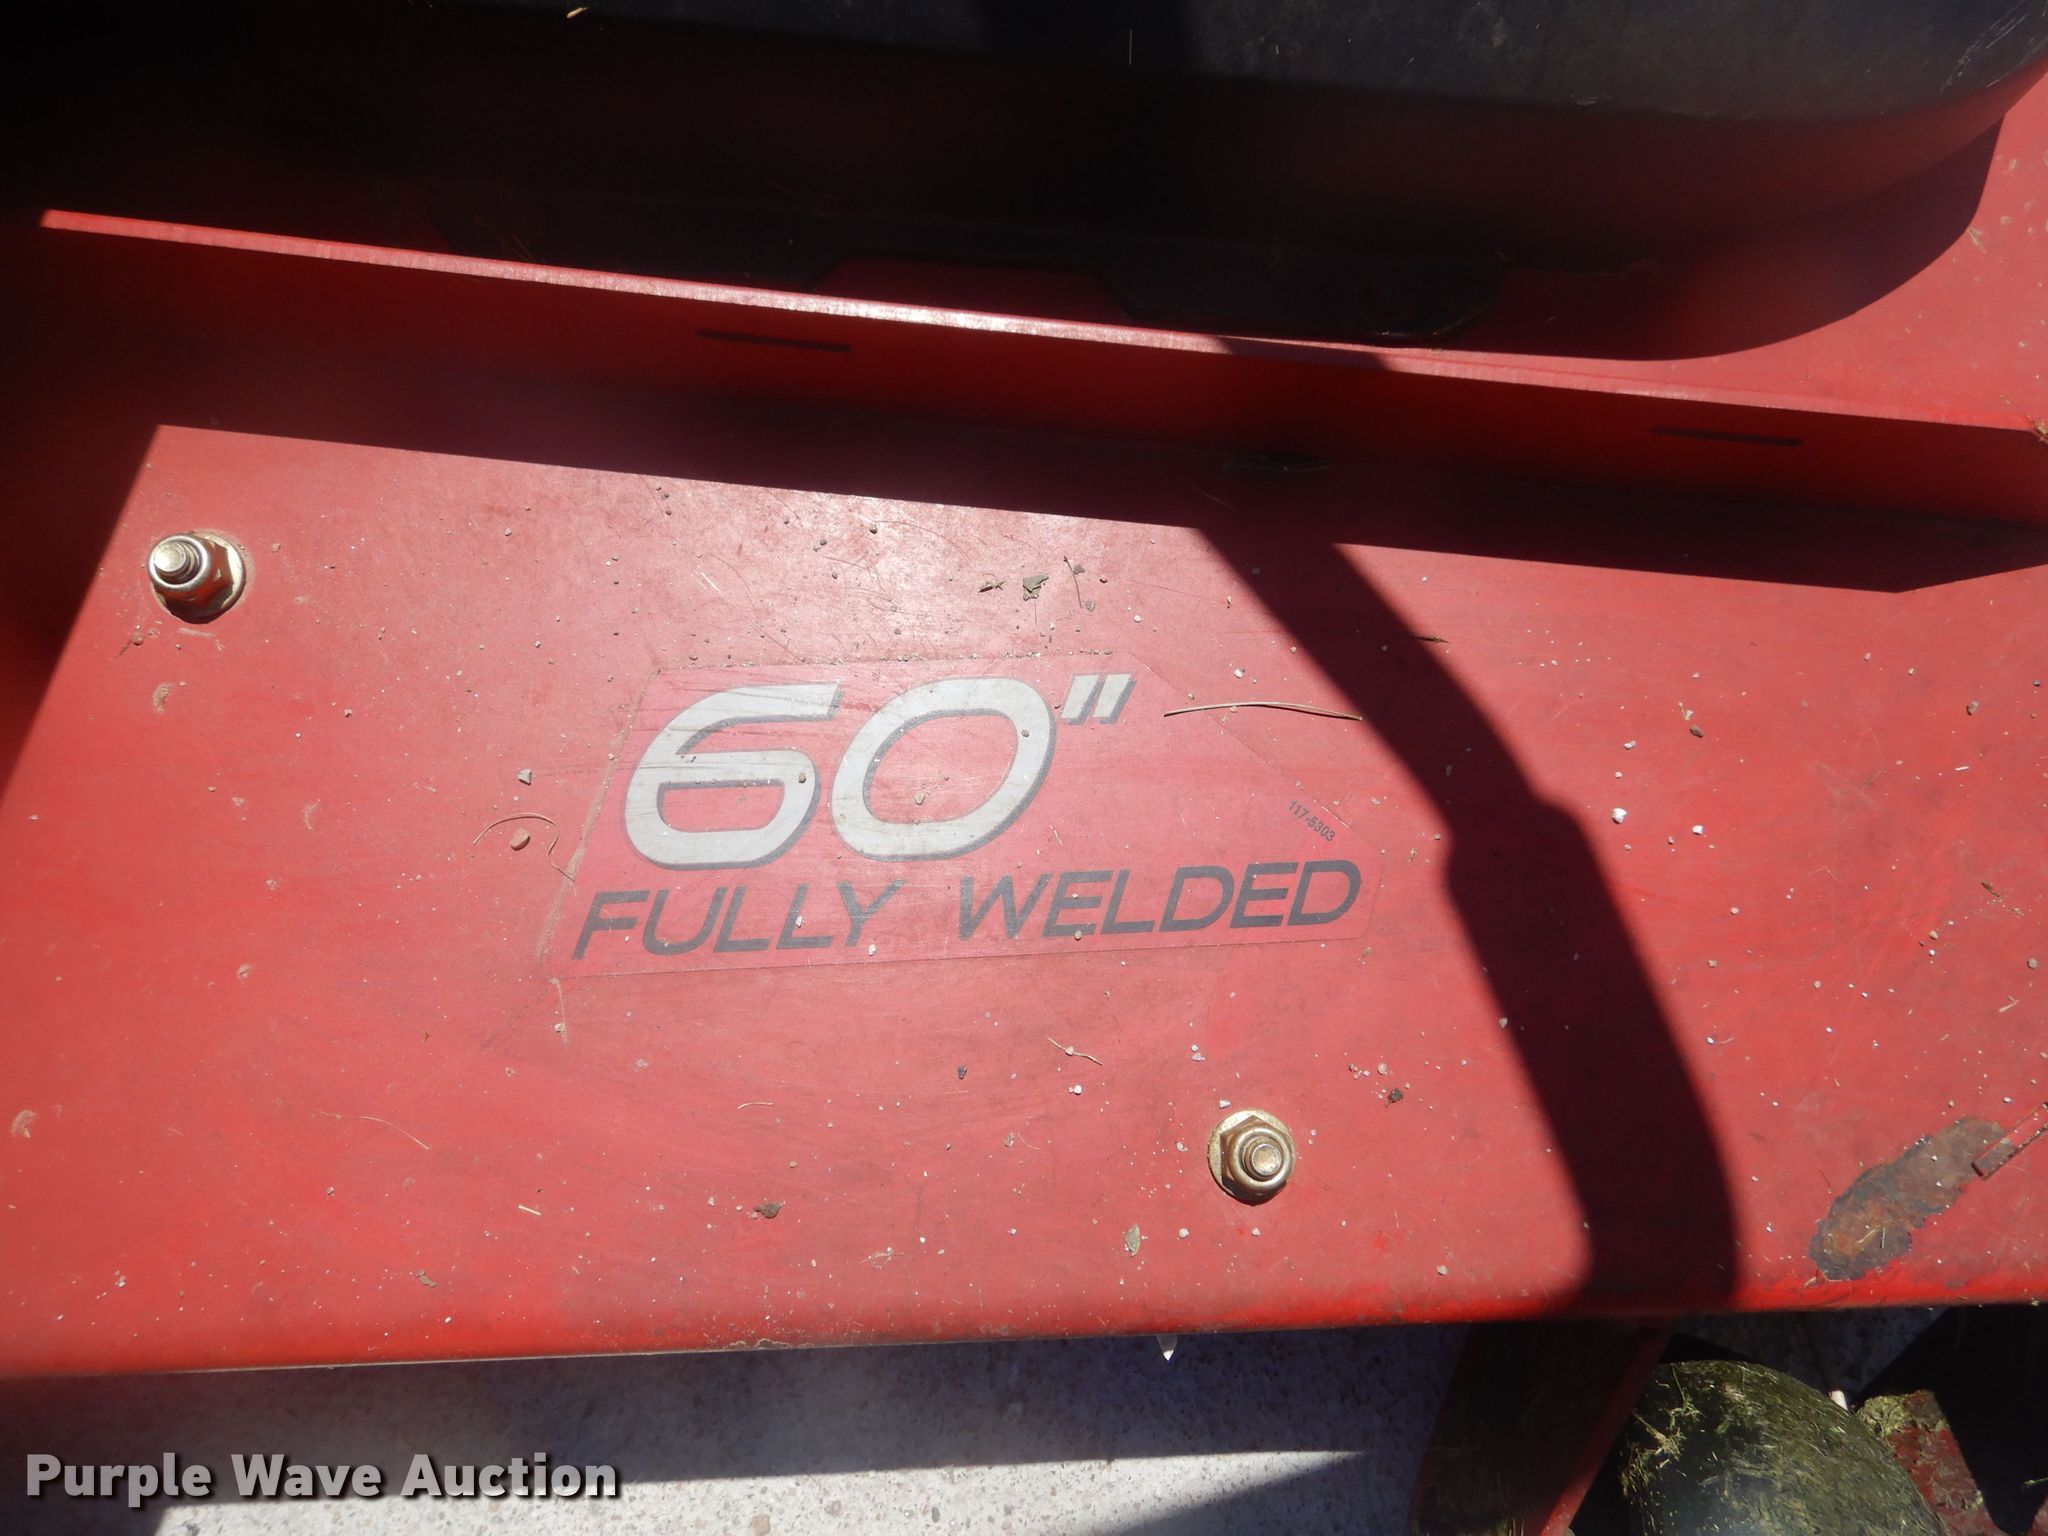 60"
117-5303
FULLY WELDED
Purple Wave Auction